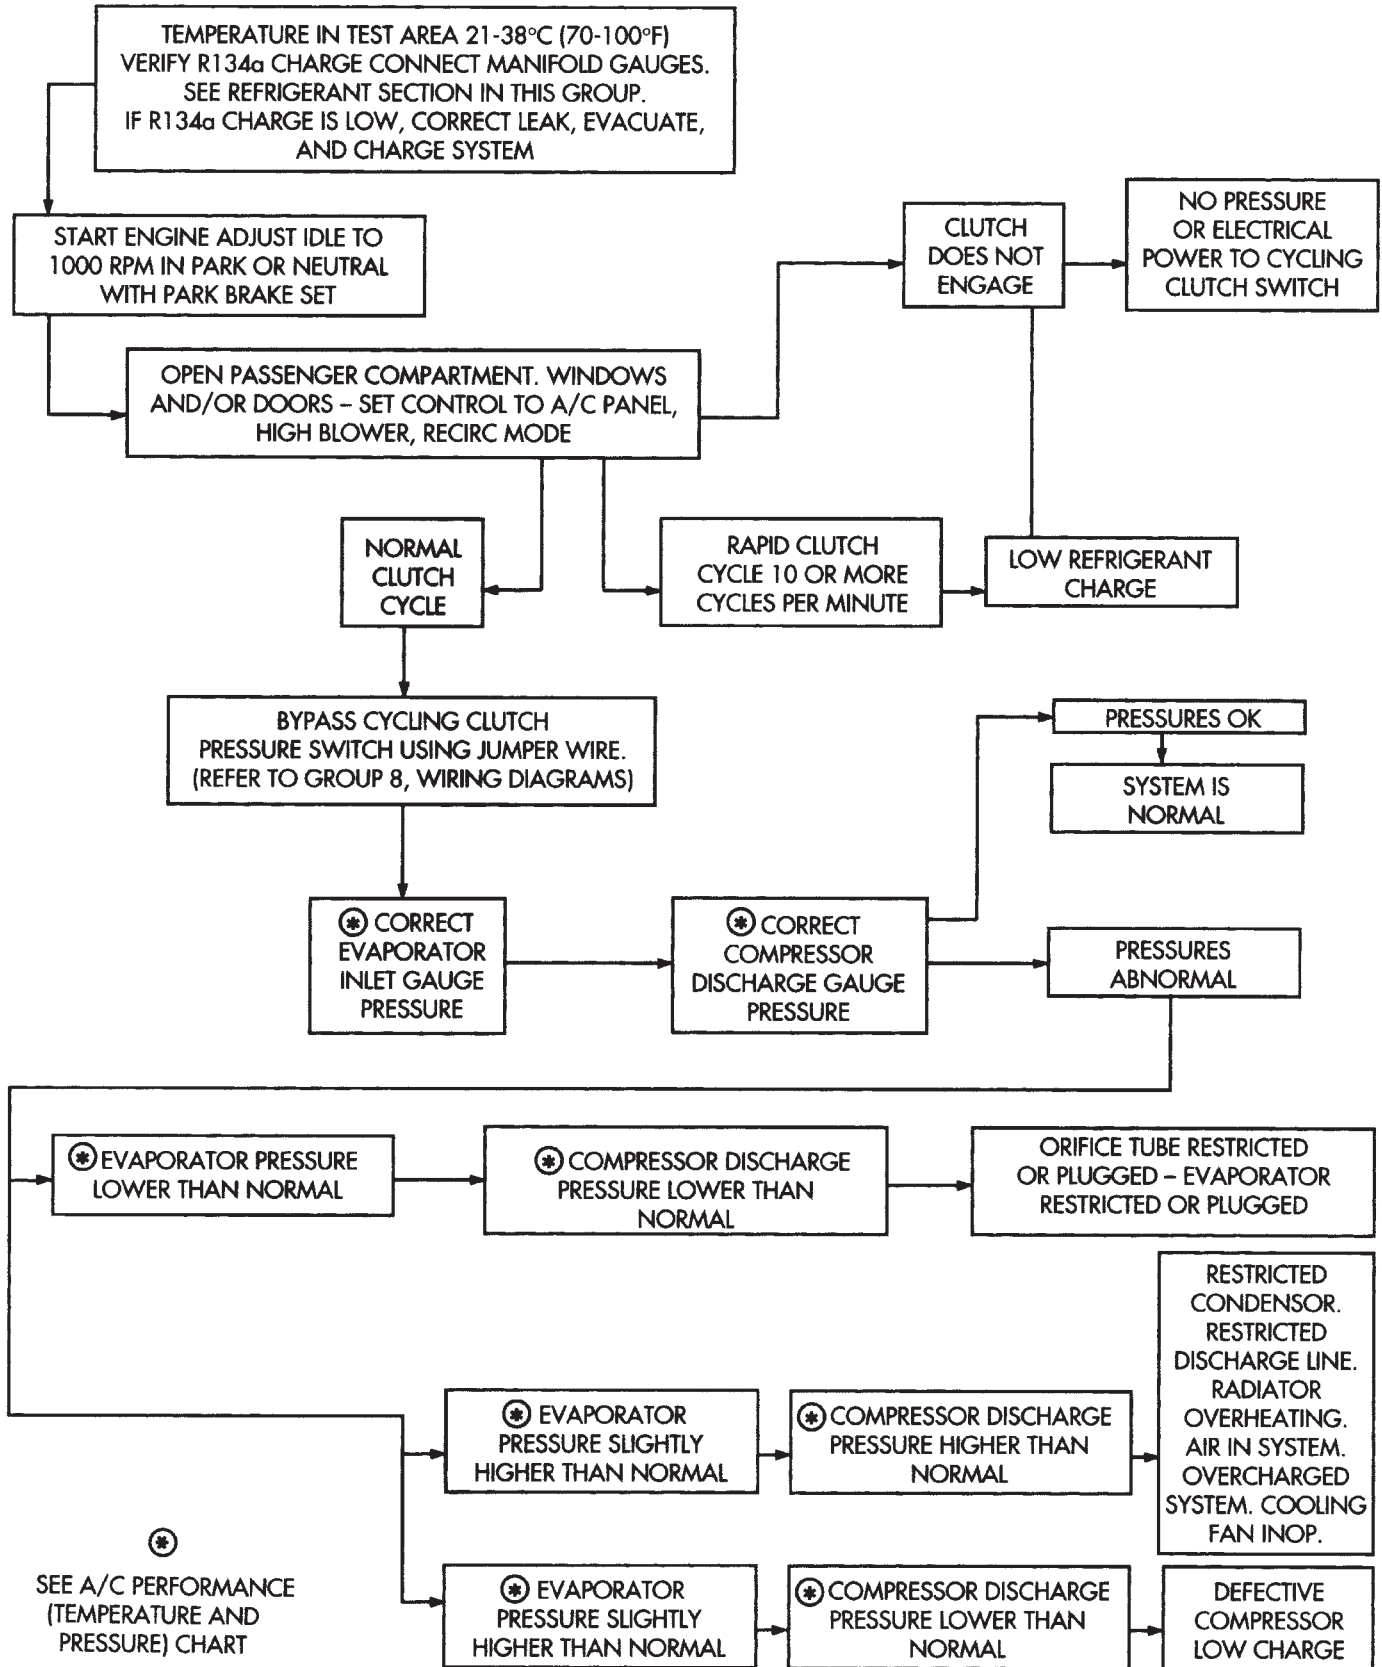 TEMPERATURE IN TEST AREA 21-38°C (70-100°F)
VERIFY R134a CHARGE CONNECT MANIFOLD GAUGES.
SEE REFRIGERANT SECTION IN THIS GROUP.
IF R134a CHARGE IS LOW, CORRECT LEAK, EVACUATE,
AND CHARGE SYSTEM
START ENGINE ADJUST IDLE TO
1000 RPM IN PARK OR NEUTRAL
WITH PARK BRAKE SET
OPEN PASSENGER COMPARTMENT. WINDOWS
AND/OR DOORS – SET CONTROL TO A/C PANEL,
HIGH BLOWER, RECIRC MODE
CLUTCH
DOES NOT
ENGAGE
NO PRESSURE
OR ELECTRICAL
POWER TO CYCLING
CLUTCH SWITCH
NORMAL
CLUTCH
CYCLE
RAPID CLUTCH
CYCLE 10 OR MORE
CYCLES PER MINUTE
LOW REFRIGERANT
CHARGE
BYPASS CYCLING CLUTCH
PRESSURE SWITCH USING JUMPER WIRE.
(REFER TO GROUP 8, WIRING DIAGRAMS)
PRESSURES OK
SYSTEM IS
NORMAL
* CORRECT
EVAPORATOR
INLET GAUGE
PRESSURE
* CORRECT
COMPRESSOR
DISCHARGE GAUGE
PRESSURE
PRESSURES
ABNORMAL
* EVAPORATOR PRESSURE
LOWER THAN NORMAL
* COMPRESSOR DISCHARGE
PRESSURE LOWER THAN
NORMAL
ORIFICE TUBE RESTRICTED
OR PLUGGED – EVAPORATOR
RESTRICTED OR PLUGGED
* EVAPORATOR
PRESSURE SLIGHTLY
HIGHER THAN NORMAL
* COMPRESSOR DISCHARGE
PRESSURE HIGHER THAN
NORMAL
RESTRICTED
CONDENSOR.
RESTRICTED
DISCHARGE LINE.
RADIATOR
OVERHEATING.
AIR IN SYSTEM.
OVERCHARGED
SYSTEM. COOLING
FAN INOP.
* EVAPORATOR
PRESSURE SLIGHTLY
HIGHER THAN NORMAL
* COMPRESSOR DISCHARGE
PRESSURE LOWER THAN
NORMAL
DEFECTIVE
COMPRESSOR
LOW CHARGE
*
SEE A/C PERFORMANCE
(TEMPERATURE AND
PRESSURE) CHART